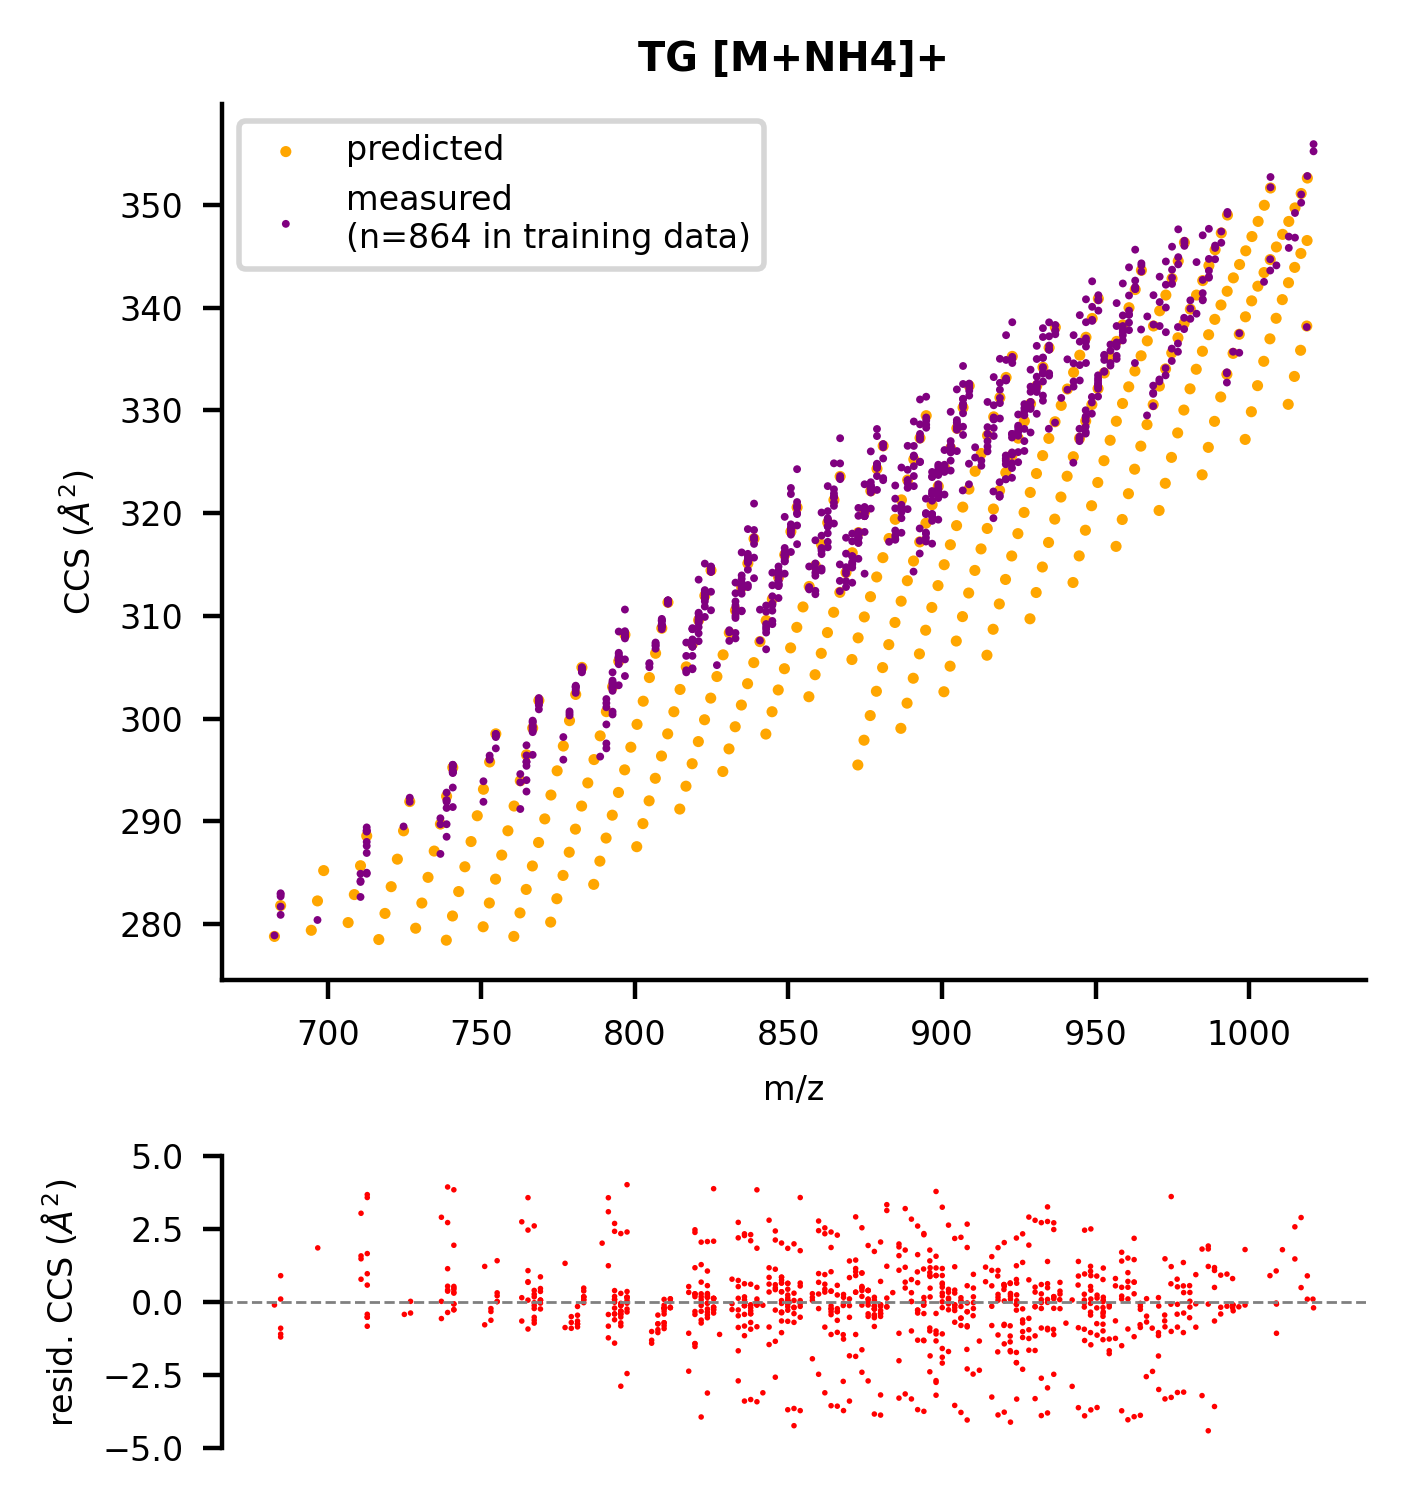 TG [M+NH4]+
predicted
measured
(n=864 in training data)
350
340
330
320
310
300
290
280
CCS (Å²)
700 750 800 850 900 950 1000
m/z
5.0
2.5
0.0
−2.5
−5.0
resid. CCS (Å²)